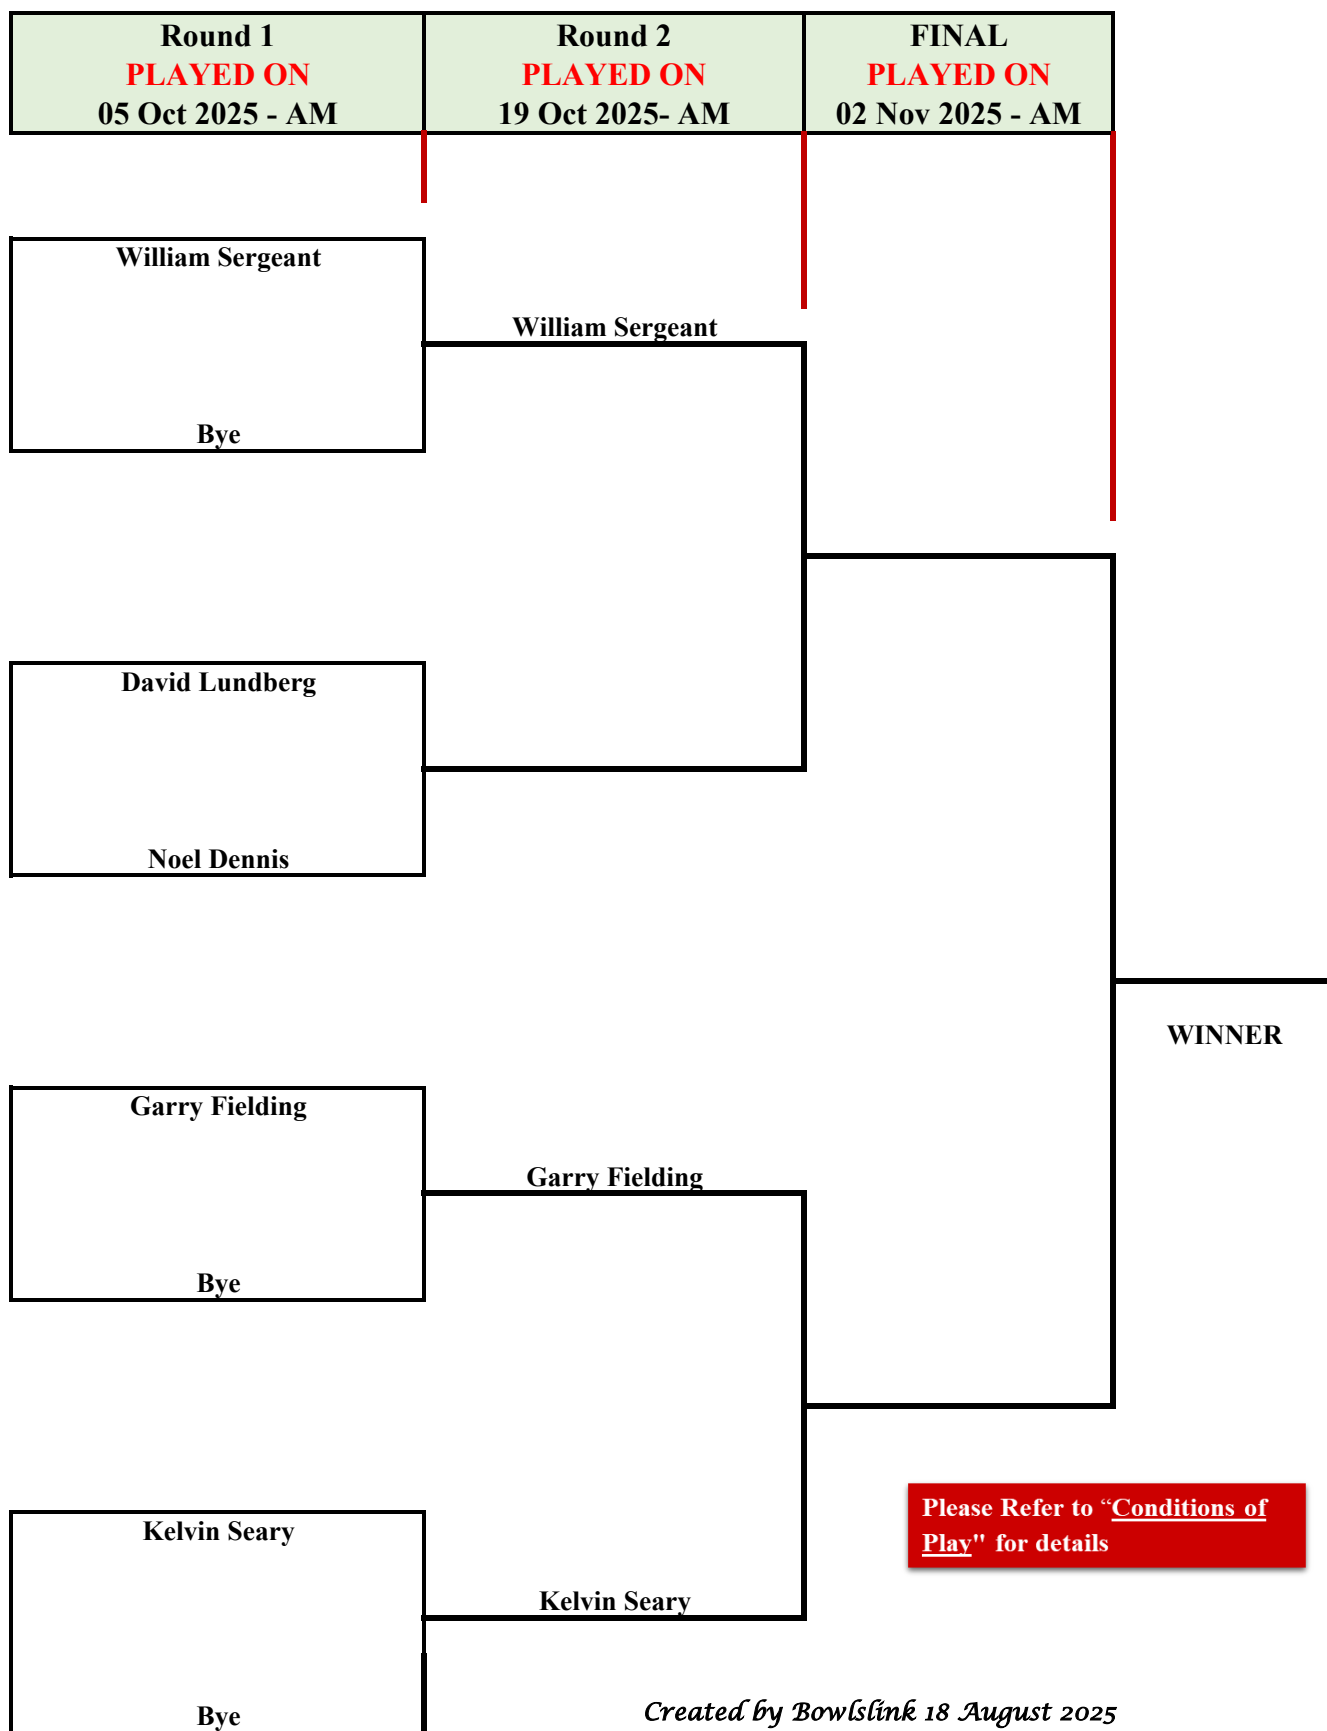 Round 1
PLAYED ON
05 Oct 2025 - AM
Round 2
PLAYED ON
19 Oct 2025- AM
FINAL
PLAYED ON
02 Nov 2025 - AM
William Sergeant
William Sergeant
Bye
David Lundberg
Noel Dennis
WINNER
Garry Fielding
Garry Fielding
Bye
Please Refer to “Conditions of
Play" for details
Kelvin Seary
Kelvin Seary
Bye
Created by Bowlslink 18 August 2025